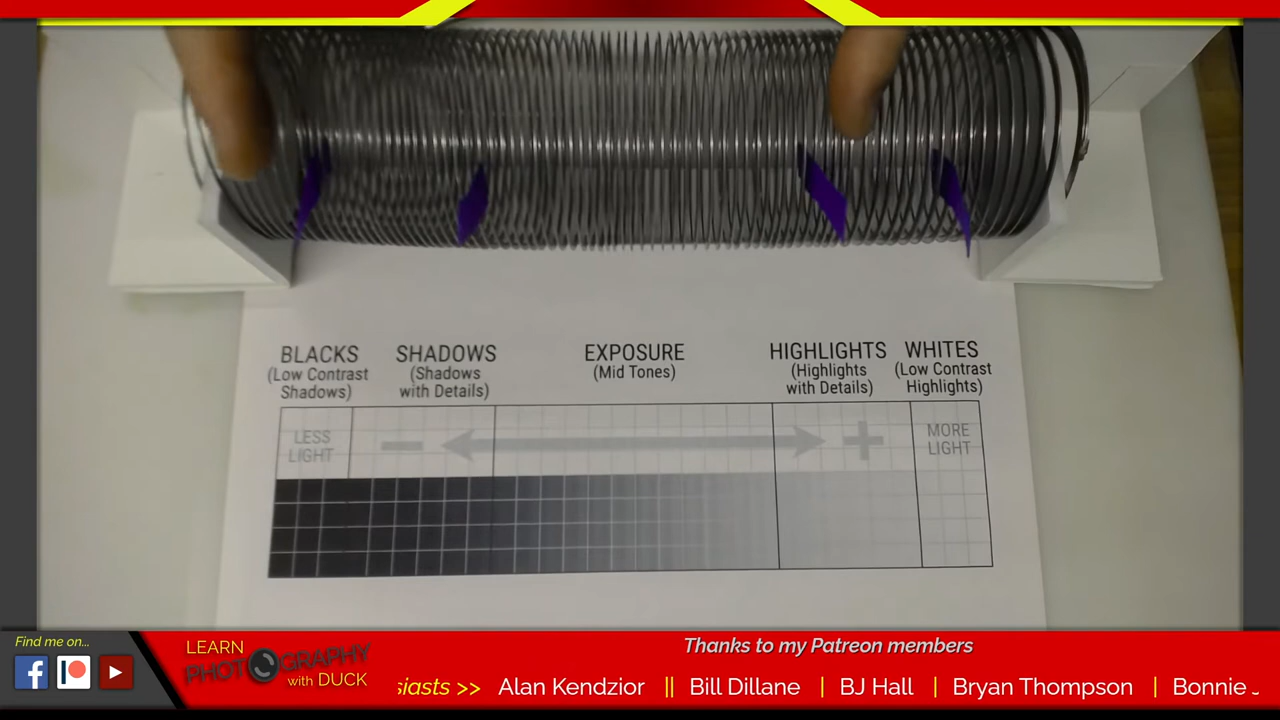 BLACKS
(Low Contrast
Shadows)
SHADOWS
(Shadows
with Details)
EXPOSURE
(Mid Tones)
HIGHLIGHTS
(Highlights
with Details)
WHITES
(Low Contrast
Highlights)
LESS
LIGHT
MORE
LIGHT
Find me on...
LEARN
PHOTOGRAPHY
with DUCK
Thanks to my Patreon members
siasts >> Alan Kendzior || Bill Dillane | BJ Hall | Bryan Thompson | Bonnie